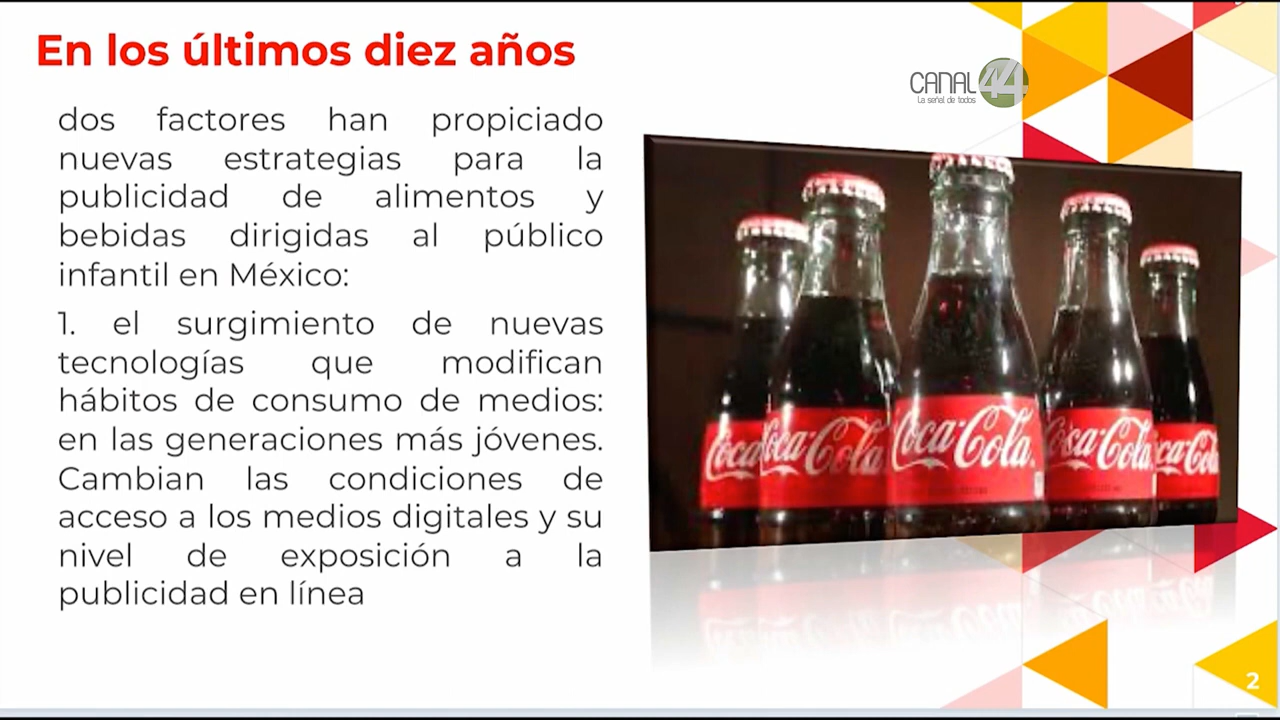 En los últimos diez años
CANAL 44
La señal de todos
dos factores han propiciado
nuevas estrategias para la
publicidad de alimentos y
bebidas dirigidas al público
infantil en México:
1. el surgimiento de nuevas
tecnologías que modifican
hábitos de consumo de medios:
en las generaciones más jóvenes.
Cambian las condiciones de
acceso a los medios digitales y su
nivel de exposición a la
publicidad en línea
Coca-Cola Coca-Cola Coca-Cola Coca-Cola Coca-Cola
2